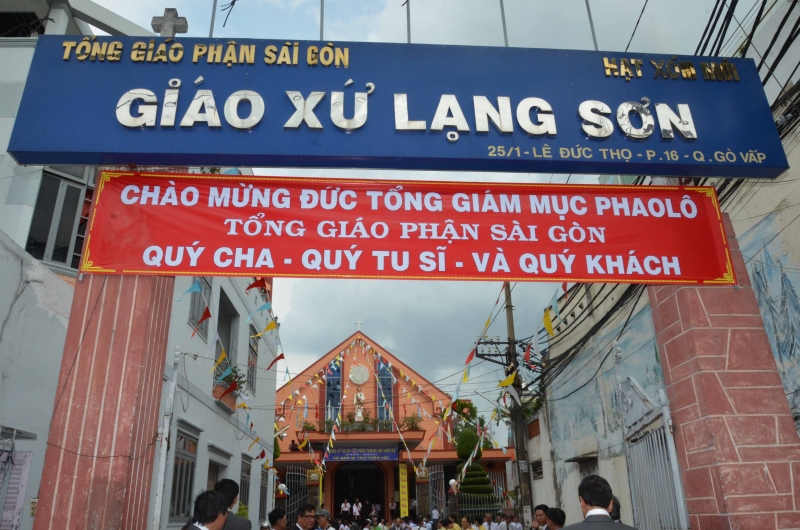 TỔNG GIÁO PHẬN SÀI GÒN
HẠT XÓM MỚI
GIÁO XỨ LẠNG SƠN
25/1 - LÊ ĐỨC THỌ - P.16 - Q.GÒ VẤP
CHÀO MỪNG ĐỨC TỔNG GIÁM MỤC PHAOLÔ
TỔNG GIÁO PHẬN SÀI GÒN
QUÝ CHA - QUÝ TU SĨ - VÀ QUÝ KHÁCH